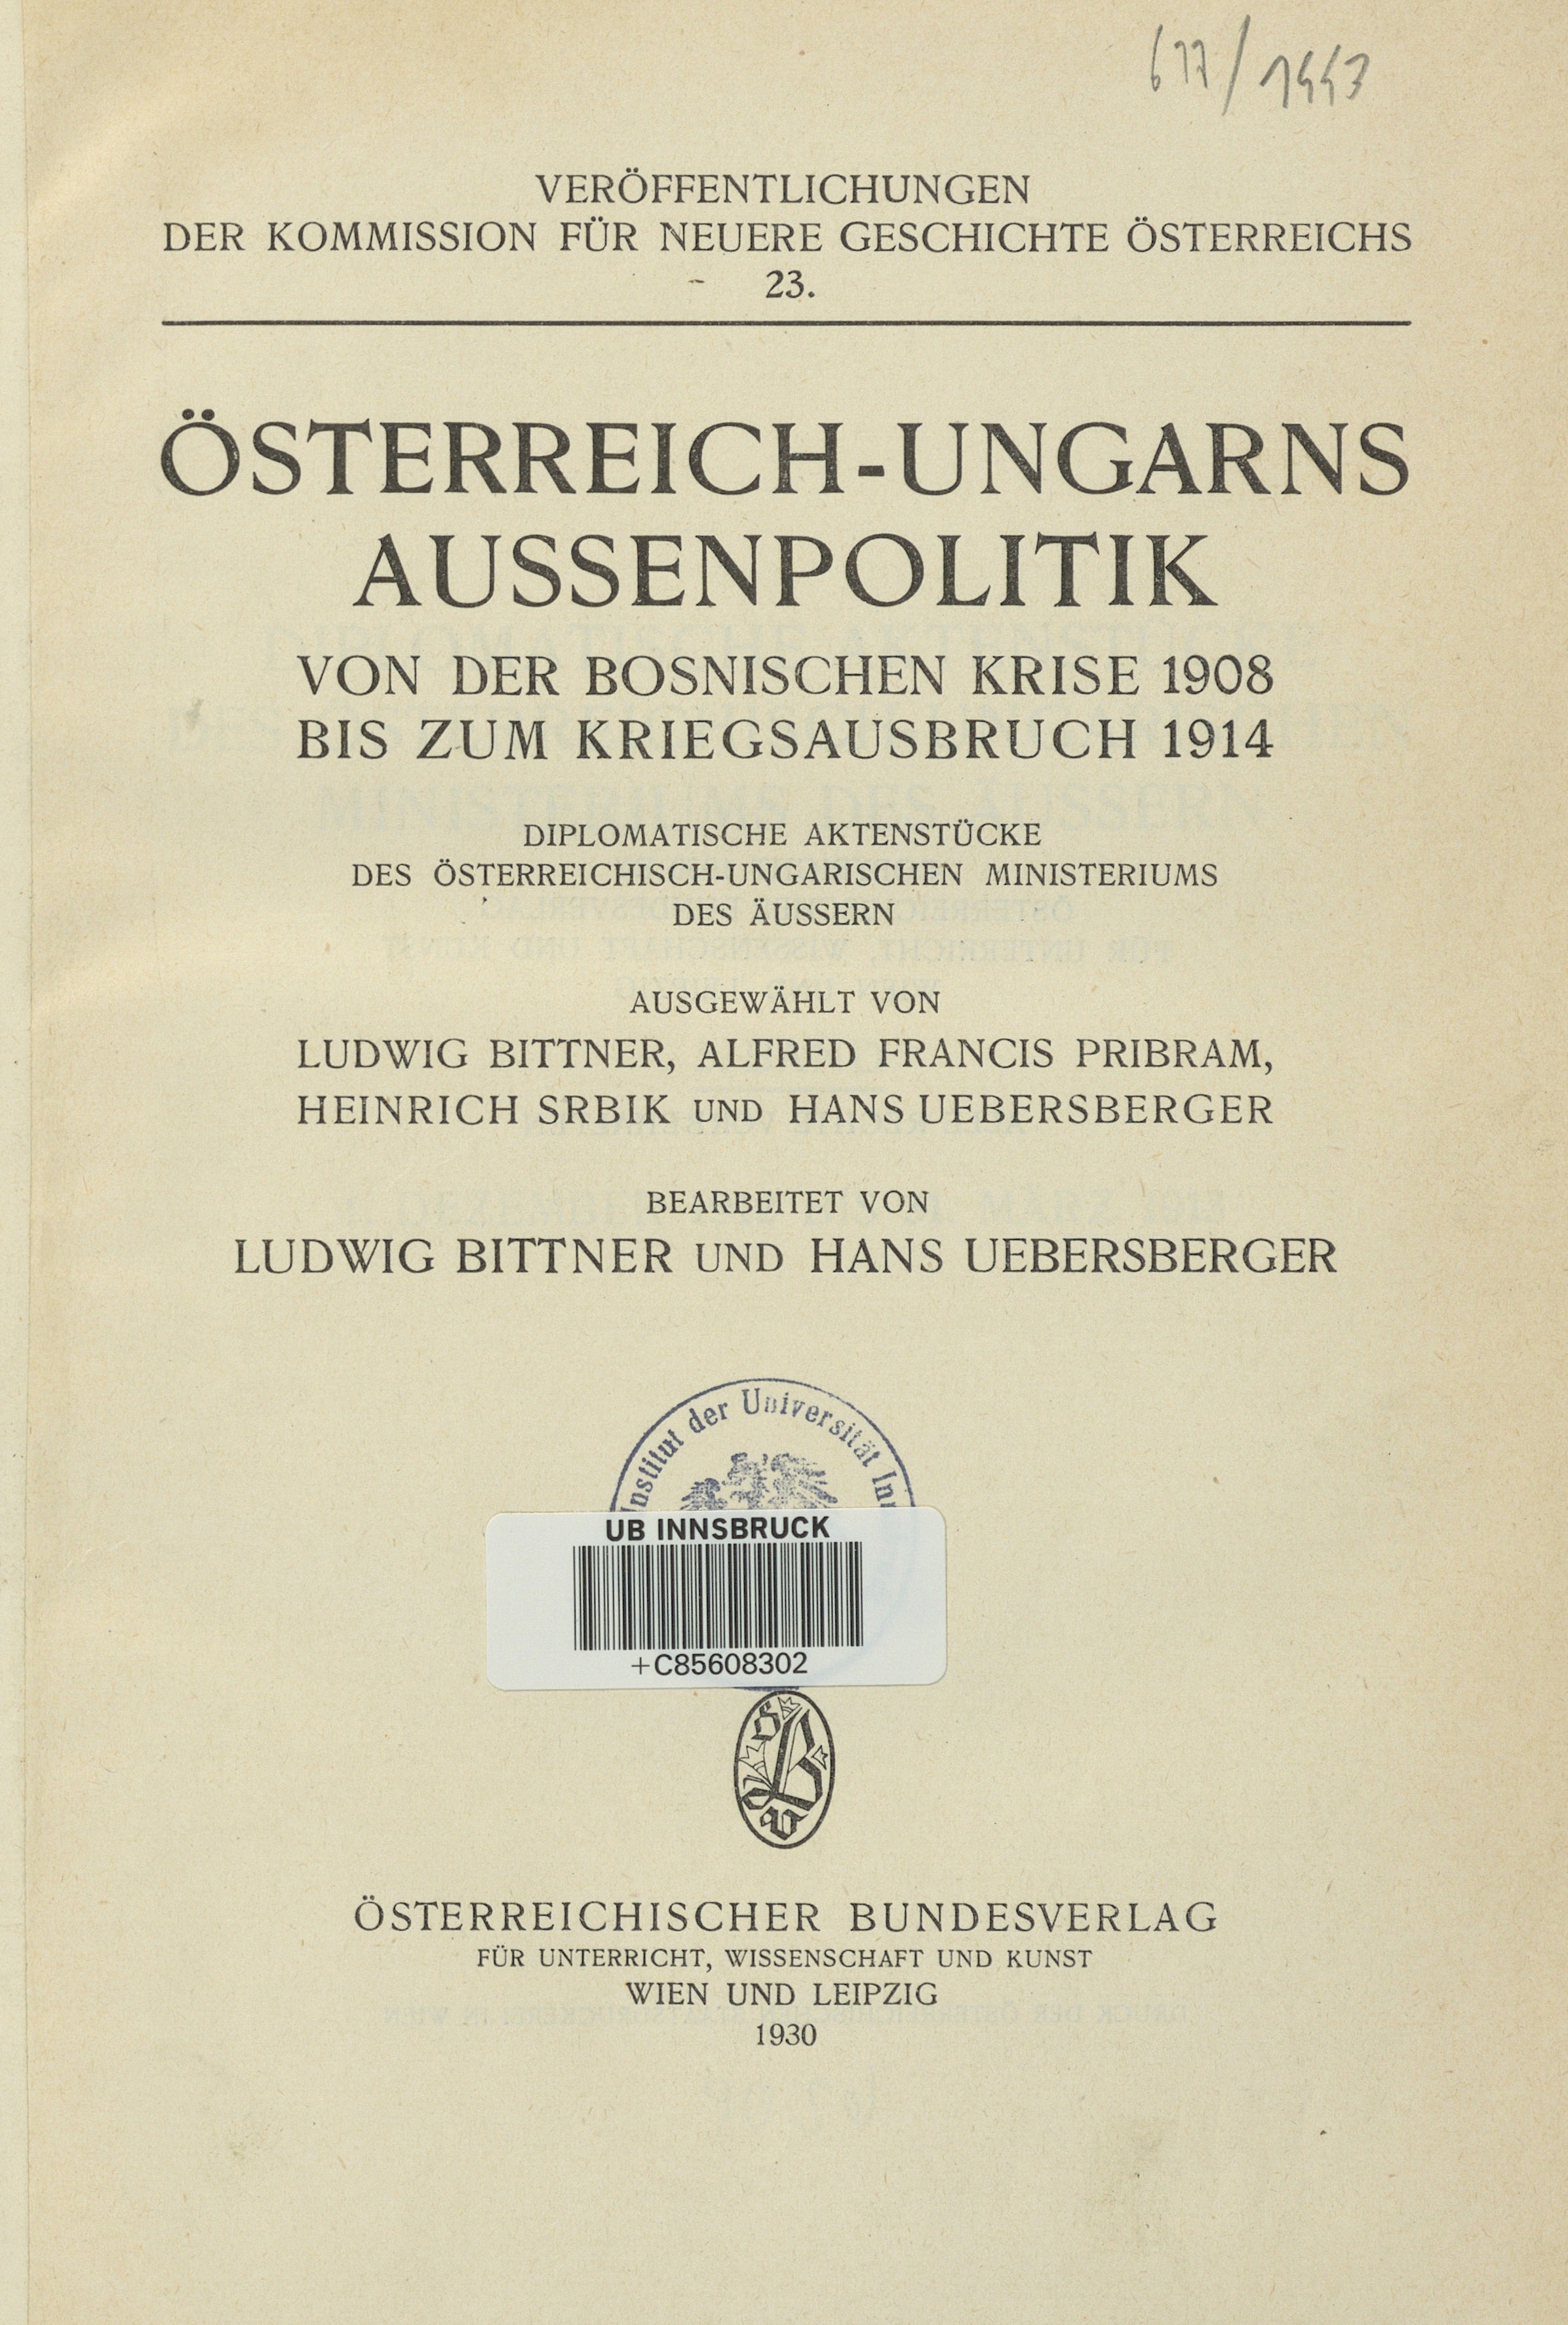 677/1443
VERÖFFENTLICHUNGEN
DER KOMMISSION FÜR NEUERE GESCHICHTE ÖSTERREICHS
23.
ÖSTERREICH-UNGARNS
AUSSENPOLITIK
VON DER BOSNISCHEN KRISE 1908
BIS ZUM KRIEGSAUSBRUCH 1914
DIPLOMATISCHE AKTENSTÜCKE
DES ÖSTERREICHISCH-UNGARISCHEN MINISTERIUMS
DES ÄUSSERN
AUSGEWÄHLT VON
LUDWIG BITTNER, ALFRED FRANCIS PRIBRAM,
HEINRICH SRBIK UND HANS UEBERSBERGER
BEARBEITET VON
LUDWIG BITTNER UND HANS UEBERSBERGER
Institut der Universität
UB INNSBRUCK
+C85608302
ÖSTERREICHISCHER BUNDESVERLAG
FÜR UNTERRICHT, WISSENSCHAFT UND KUNST
WIEN UND LEIPZIG
1930